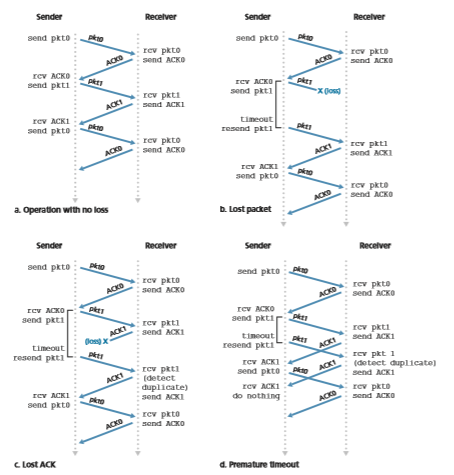 Sender Receiver
send pkt0
pkt0
rcv pkt0
send ACK0
ACK0
rcv ACK0
send pkt1
pkt1
rcv pkt1
send ACK1
ACK1
rcv ACK1
send pkt0
pkt0
rcv pkt0
send ACK0
ACK0
a. Operation with no loss
Sender Receiver
send pkt0
pkt0
rcv pkt0
send ACK0
ACK0
rcv ACK0
send pkt1
pkt1
X (loss)
timeout
resend pkt1
pkt1
rcv pkt1
send ACK1
ACK1
rcv ACK1
send pkt0
pkt0
rcv pkt0
send ACK0
ACK0
b. Lost packet
Sender Receiver
send pkt0
pkt0
rcv pkt0
send ACK0
ACK0
rcv ACK0
send pkt1
pkt1
rcv pkt1
send ACK1
ACK1
(loss) X
timeout
resend pkt1
pkt1
rcv pkt1
(detect
duplicate)
send ACK1
ACK1
rcv ACK1
send pkt0
pkt0
rcv pkt0
send ACK0
ACK0
c. Lost ACK
Sender Receiver
send pkt0
pkt0
rcv pkt0
send ACK0
ACK0
rcv ACK0
send pkt1
pkt1
rcv pkt1
send ACK1
ACK1
timeout
resend pkt1
pkt1
rcv pkt 1
(detect duplicate)
send ACK1
ACK1
rcv ACK1
send pkt0
pkt0
rcv pkt0
send ACK0
ACK0
rcv ACK1
do nothing
d. Premature timeout